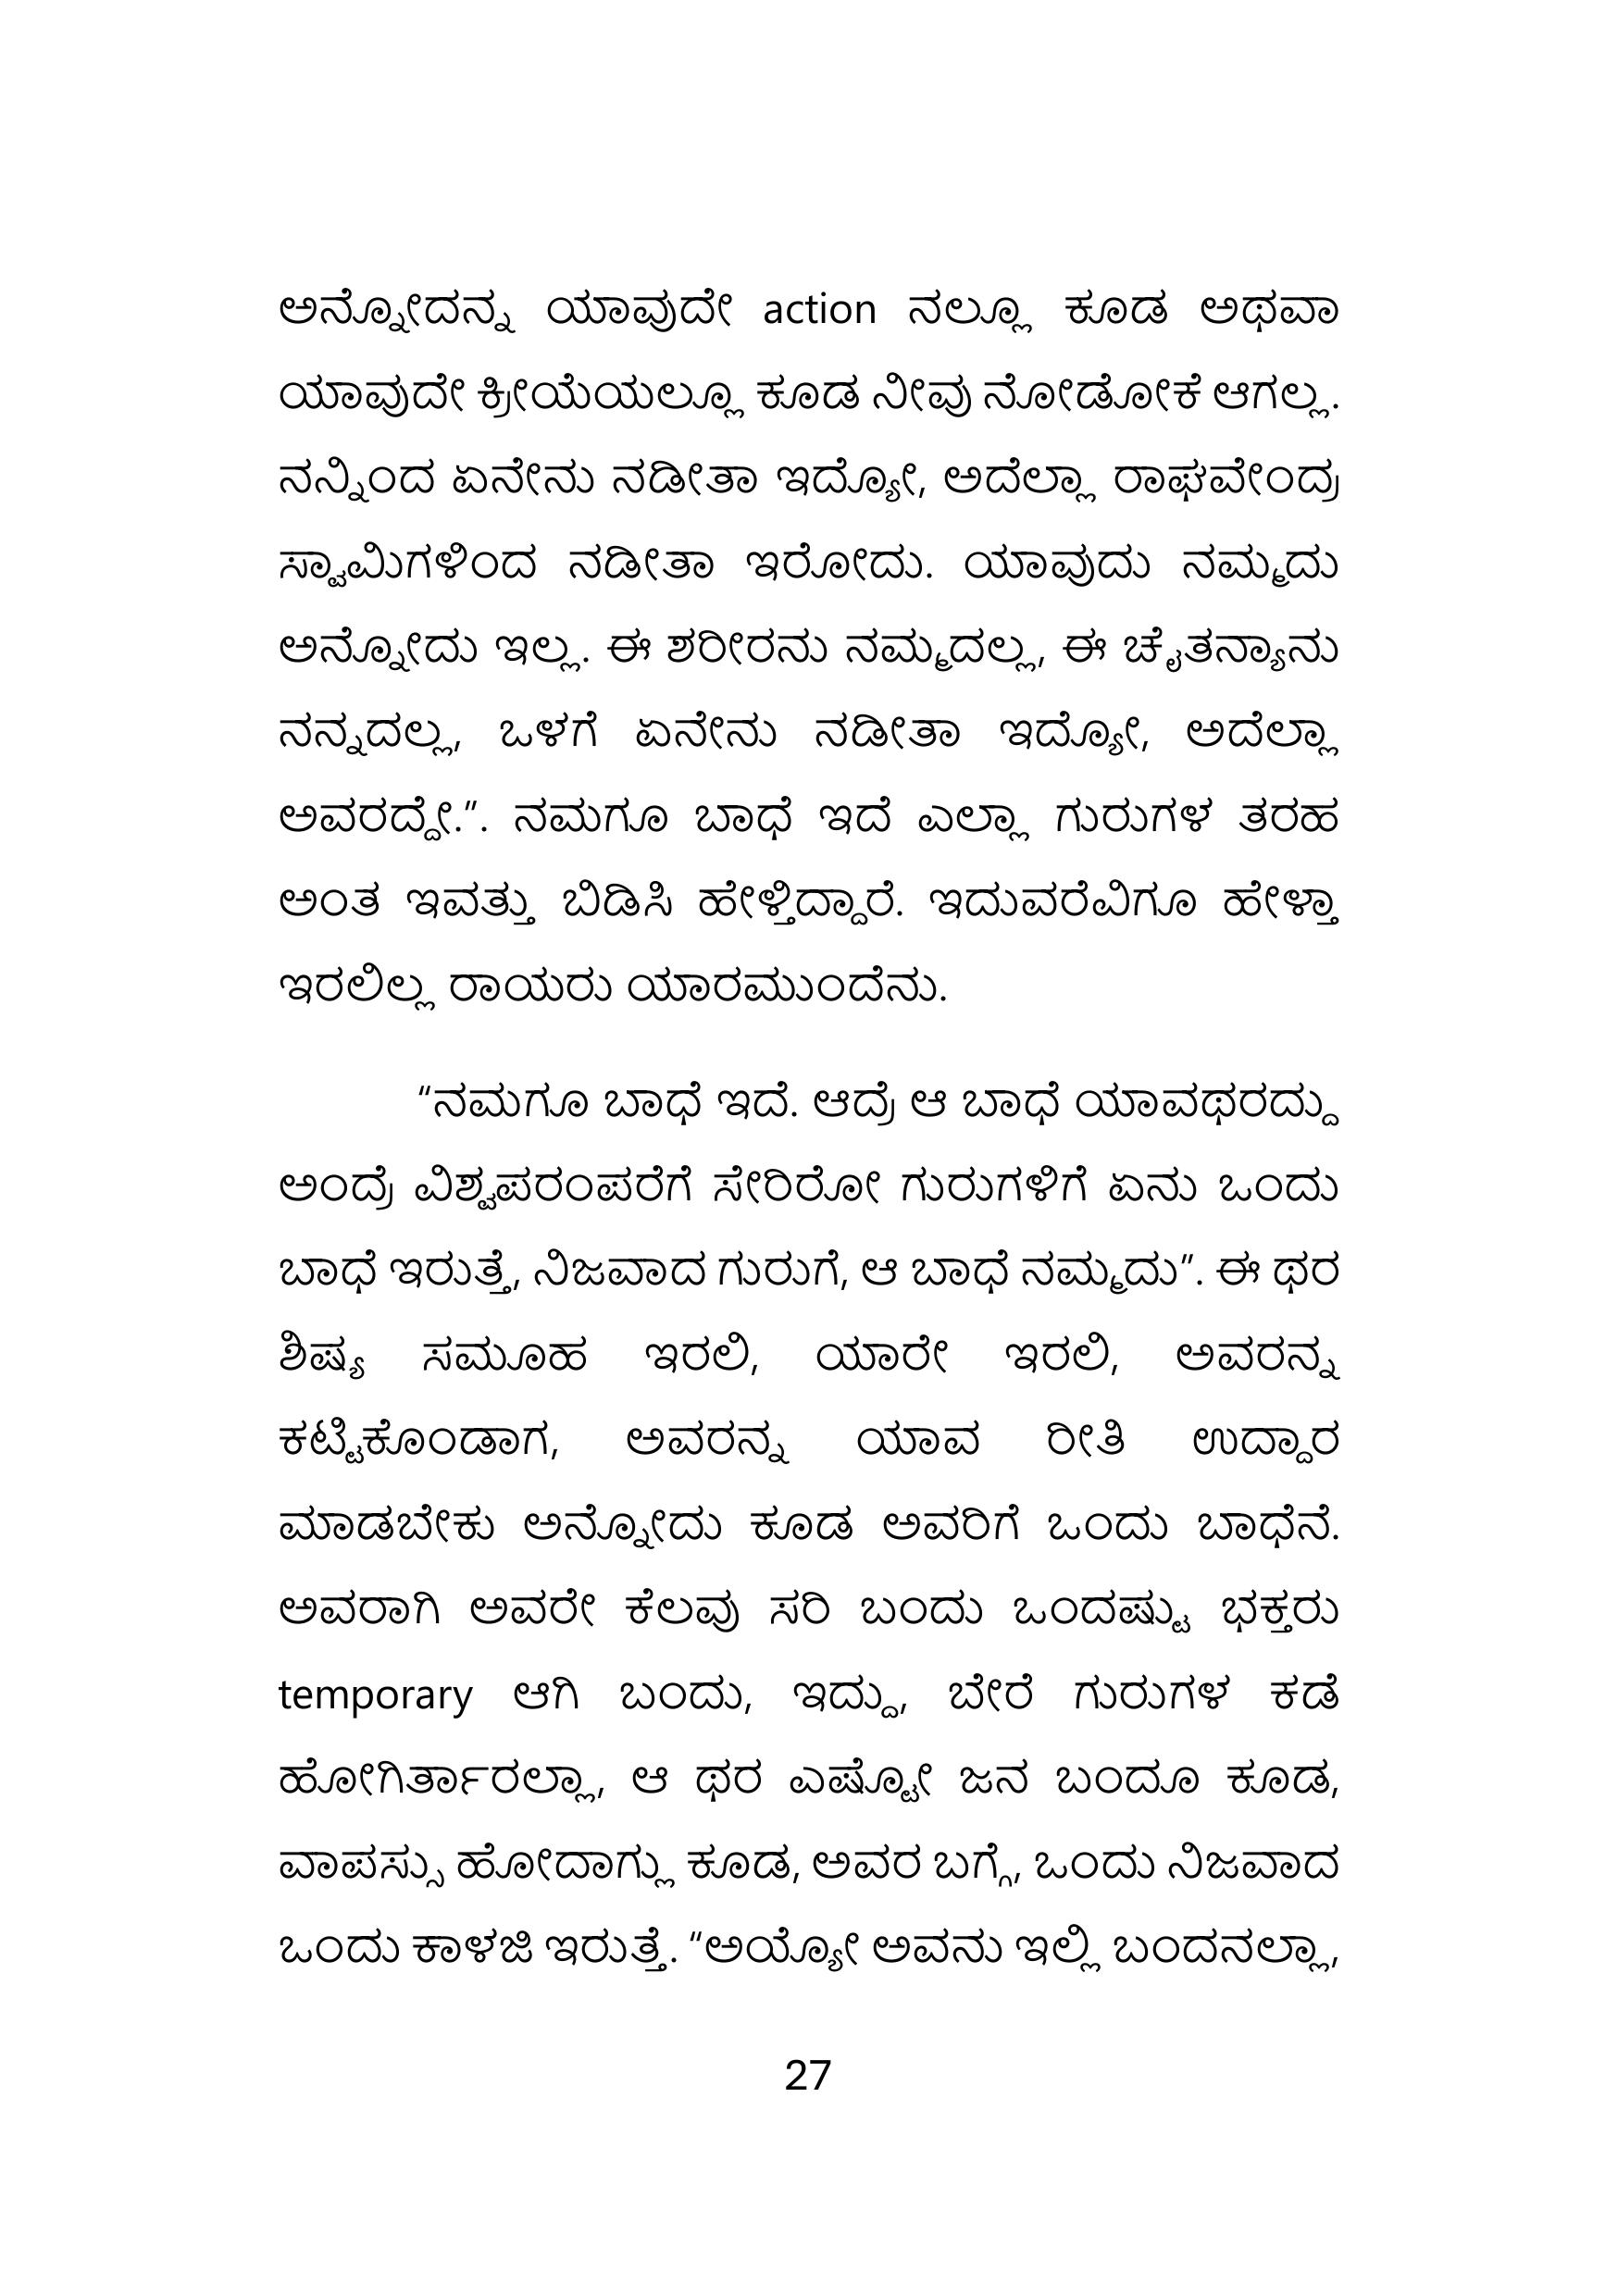 ಅನ್ನೋದನ್ನ ಯಾವುದೇ action ನಲ್ಲೂ ಕೂಡ ಅಥವಾ
ಯಾವುದೇ ಕ್ರೀಯೆಯಲ್ಲೂ ಕೂಡ ನೀವು ನೋಡೋಕೆ ಆಗಲ್ಲ.
ನನ್ನಿಂದ ಏನೇನು ನಡೀತಾ ಇದ್ಯೋ, ಅದೆಲ್ಲಾ ರಾಘವೇಂದ್ರ
ಸ್ವಾಮಿಗಳಿಂದ ನಡೀತಾ ಇರೋದು. ಯಾವುದು ನಮ್ಮದು
ಅನ್ನೋದು ಇಲ್ಲ. ಈ ಶರೀರನು ನಮ್ಮದಲ್ಲ, ಈ ಚೈತನ್ಯಾನು
ನನ್ನದಲ್ಲ, ಒಳಗೆ ಏನೇನು ನಡೀತಾ ಇದ್ಯೋ, ಅದೆಲ್ಲಾ
ಅವರದ್ದೇ.”. ನಮಗೂ ಬಾಧೆ ಇದೆ ಎಲ್ಲಾ ಗುರುಗಳ ತರಹ
ಅಂತ ಇವತ್ತು ಬಿಡಿಸಿ ಹೇಳ್ತಿದ್ದಾರೆ. ಇದುವರೆವಿಗೂ ಹೇಳ್ತಾ
ಇರಲಿಲ್ಲ ರಾಯರು ಯಾರಮುಂದೆನು.
“ನಮಗೂ ಬಾಧೆ ಇದೆ. ಆದ್ರೆ ಆ ಬಾಧೆ ಯಾವಥರದ್ದು
ಅಂದ್ರೆ ವಿಶ್ವಪರಂಪರೆಗೆ ಸೇರಿರೋ ಗುರುಗಳಿಗೆ ಏನು ಒಂದು
ಬಾಧೆ ಇರುತ್ತೆ, ನಿಜವಾದ ಗುರುಗೆ, ಆ ಬಾಧೆ ನಮ್ಮದು”. ಈ ಥರ
ಶಿಷ್ಯ ಸಮೂಹ ಇರಲಿ, ಯಾರೇ ಇರಲಿ, ಅವರನ್ನ
ಕಟ್ಟಿಕೊಂಡಾಗ, ಅವರನ್ನ ಯಾವ ರೀತಿ ಉದ್ದಾರ
ಮಾಡಬೇಕು ಅನ್ನೋದು ಕೂಡ ಅವರಿಗೆ ಒಂದು ಬಾಧೆನೆ.
ಅವರಾಗಿ ಅವರೇ ಕೆಲವು ಸರಿ ಬಂದು ಒಂದಷ್ಟು ಭಕ್ತರು
temporary ಆಗಿ ಬಂದು, ಇದ್ದು, ಬೇರೆ ಗುರುಗಳ ಕಡೆ
ಹೋಗಿರ್ತಾರಲ್ಲಾ, ಆ ಥರ ಎಷ್ಟೋ ಜನ ಬಂದೂ ಕೂಡ,
ವಾಪಸ್ಸು ಹೋದಾಗ್ಲು ಕೂಡ, ಅವರ ಬಗ್ಗೆ, ಒಂದು ನಿಜವಾದ
ಒಂದು ಕಾಳಜಿ ಇರುತ್ತೆ. “ಅಯ್ಯೋ ಅವನು ಇಲ್ಲಿ ಬಂದನಲ್ಲಾ,
27